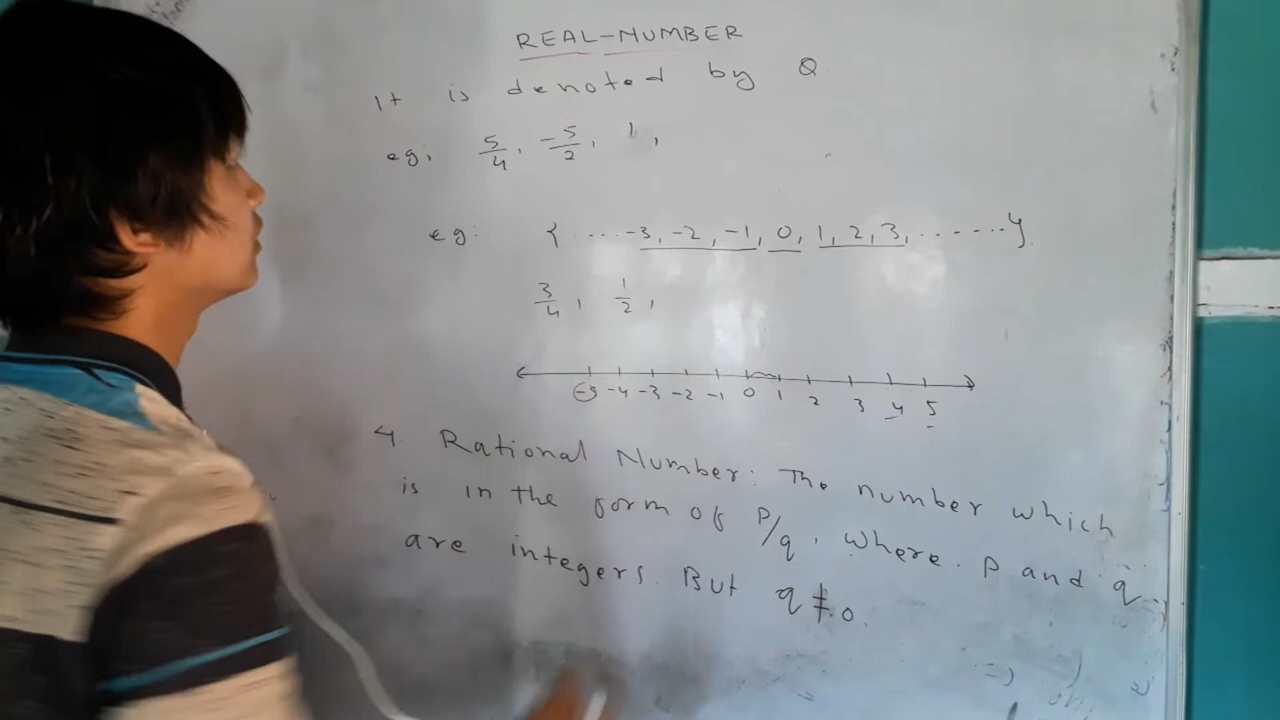 REAL-NUMBER
It is denoted by Q
eg, 5/4, -5/2, 1,
eg: { .... -3, -2, -1, 0, 1, 2, 3, ....... }
3/4, 1/2,
-5 -4 -3 -2 -1 0 1 2 3 4 5
4 Rational Number: The number which
is in the form of P/q, where P and q
are integers. But q ≠ 0.